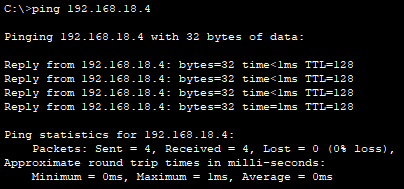 C:\>ping 192.168.18.4
Pinging 192.168.18.4 with 32 bytes of data:
Reply from 192.168.18.4: bytes=32 time<1ms TTL=128
Reply from 192.168.18.4: bytes=32 time<1ms TTL=128
Reply from 192.168.18.4: bytes=32 time<1ms TTL=128
Reply from 192.168.18.4: bytes=32 time=1ms TTL=128
Ping statistics for 192.168.18.4:
    Packets: Sent = 4, Received = 4, Lost = 0 (0% loss),
Approximate round trip times in milli-seconds:
    Minimum = 0ms, Maximum = 1ms, Average = 0ms